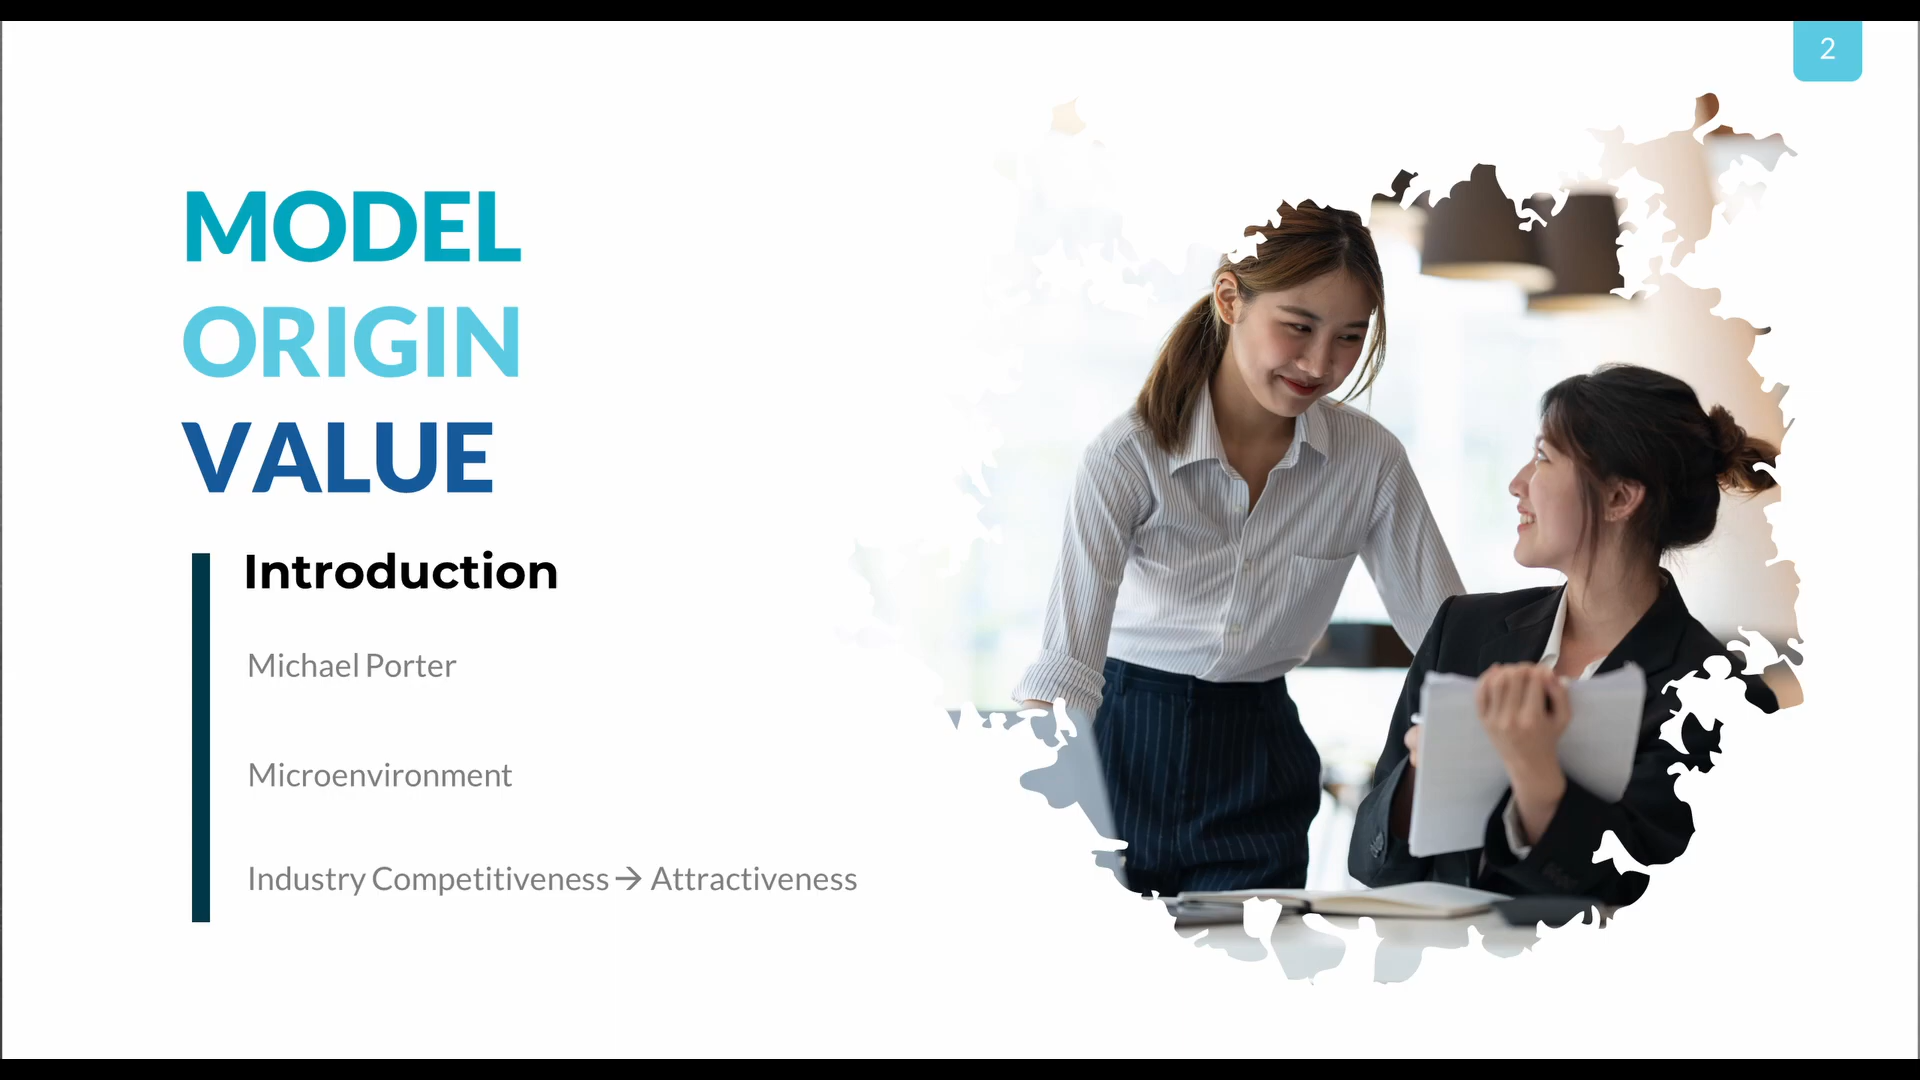 2
MODEL
ORIGIN
VALUE
Introduction
Michael Porter
Microenvironment
Industry Competitiveness → Attractiveness